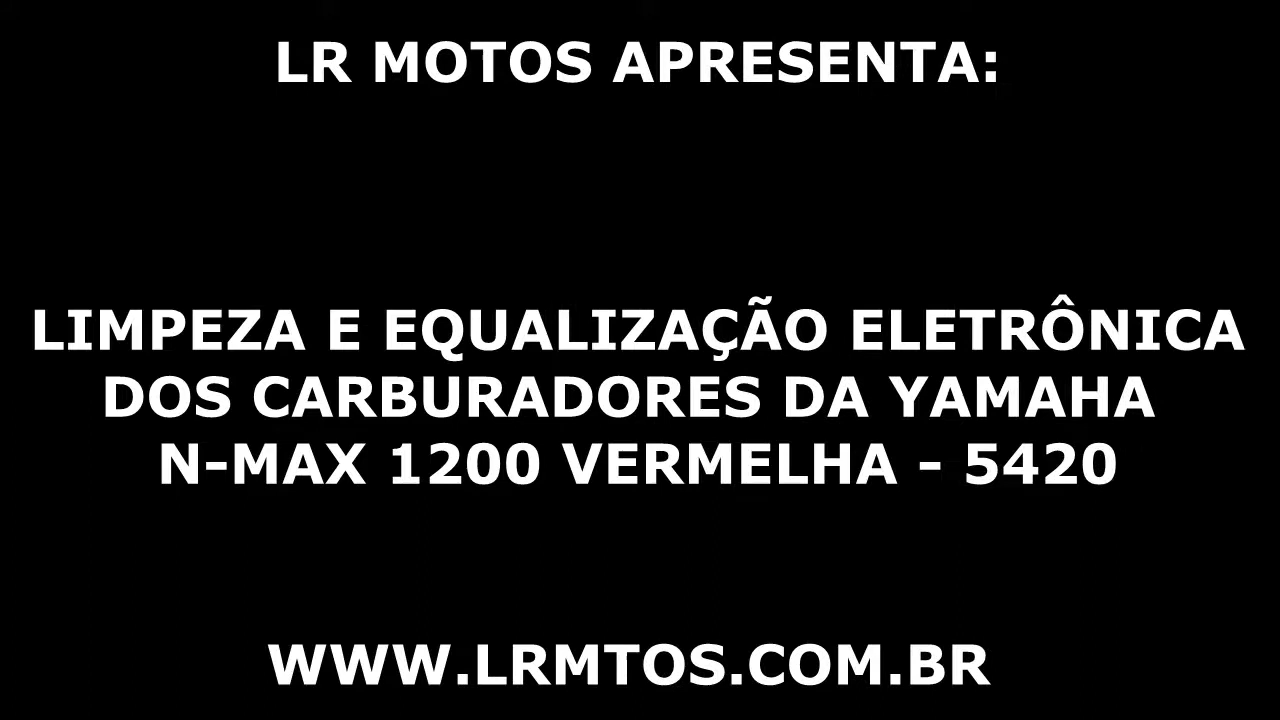 LR MOTOS APRESENTA:
LIMPEZA E EQUALIZAÇÃO ELETRÔNICA
DOS CARBURADORES DA YAMAHA
N-MAX 1200 VERMELHA - 5420
WWW.LRMTOS.COM.BR